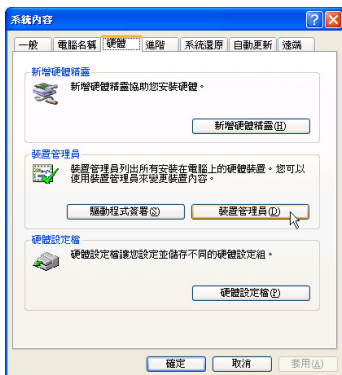 系統內容
一般 電腦名稱 硬體 進階 系統還原 自動更新 遠端
新增硬體精靈
新增硬體精靈協助您安裝硬體。
新增硬體精靈(H)
裝置管理員
裝置管理員列出所有安裝在電腦上的硬體裝置。您可以
使用裝置管理員來變更裝置內容。
驅動程式簽署(S) 裝置管理員(D)
硬體設定檔
硬體設定檔讓您設定並儲存不同的硬體設定組。
硬體設定檔(P)
確定 取消 套用(A)